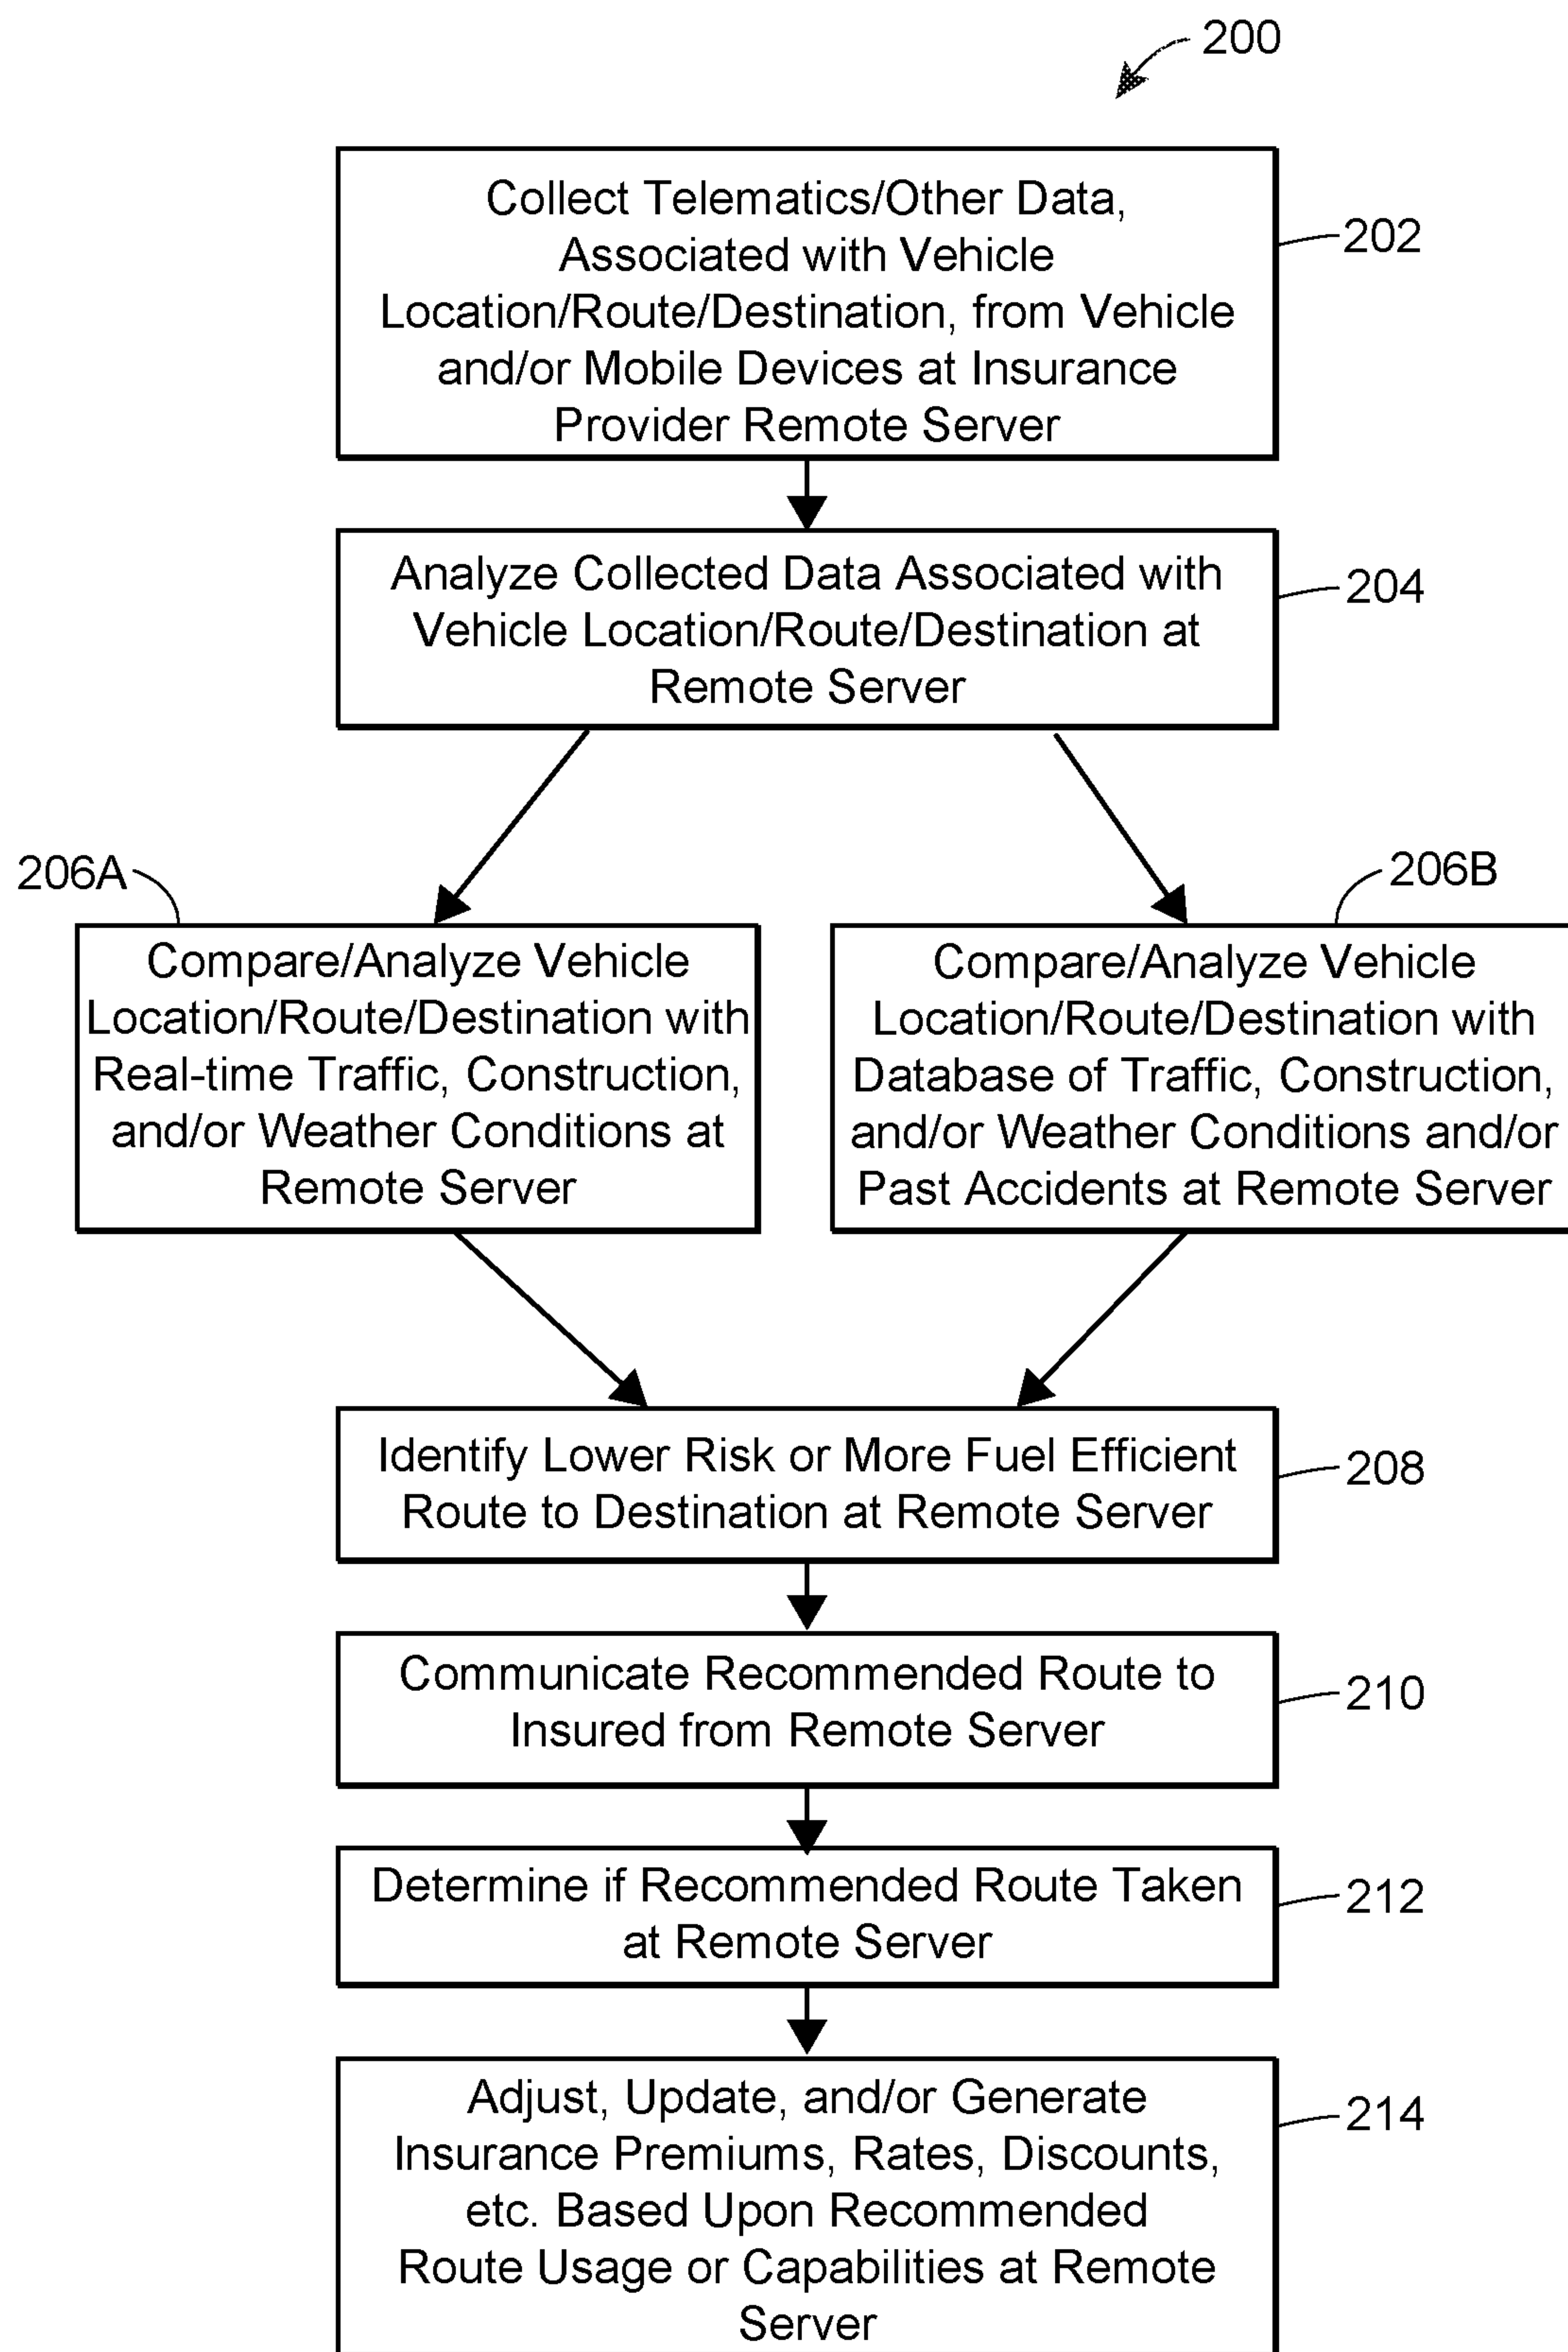 200
Collect Telematics/Other Data,
Associated with Vehicle
Location/Route/Destination, from Vehicle
and/or Mobile Devices at Insurance
Provider Remote Server
202
Analyze Collected Data Associated with
Vehicle Location/Route/Destination at
Remote Server
204
206A
Compare/Analyze Vehicle
Location/Route/Destination with
Real-time Traffic, Construction,
and/or Weather Conditions at
Remote Server
206B
Compare/Analyze Vehicle
Location/Route/Destination with
Database of Traffic, Construction,
and/or Weather Conditions and/or
Past Accidents at Remote Server
Identify Lower Risk or More Fuel Efficient
Route to Destination at Remote Server
208
Communicate Recommended Route to
Insured from Remote Server
210
Determine if Recommended Route Taken
at Remote Server
212
Adjust, Update, and/or Generate
Insurance Premiums, Rates, Discounts,
etc. Based Upon Recommended
Route Usage or Capabilities at Remote
Server
214